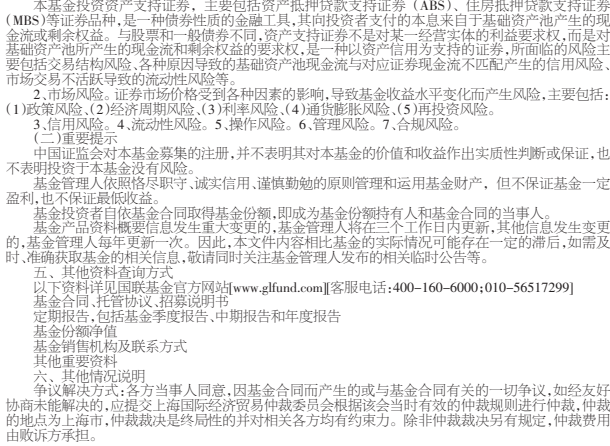 本基金投资资产支持证券，主要包括资产抵押贷款支持证券（ABS）、住房抵押贷款支持证券
(MBS)等证券品种，是一种债券性质的金融工具，其向投资者支付的本息来自于基础资产池产生的现
金流或剩余权益。与股票和一般债券不同，资产支持证券不是对某一经营实体的利益要求权，而是对
基础资产池所产生的现金流和剩余权益的要求权，是一种以资产信用为支持的证券，所面临的风险主
要包括交易结构风险、各种原因导致的基础资产池现金流与对应证券现金流不匹配产生的信用风险、
市场交易不活跃导致的流动性风险等。
2、市场风险。证券市场价格受到各种因素的影响，导致基金收益水平变化而产生风险，主要包括：
(1)政策风险、(2)经济周期风险、(3)利率风险、(4)通货膨胀风险、(5)再投资风险。
3、信用风险。4、流动性风险。5、操作风险。6、管理风险。7、合规风险。
(二)重要提示
中国证监会对本基金募集的注册，并不表明其对本基金的价值和收益作出实质性判断或保证，也
不表明投资于本基金没有风险。
基金管理人依照恪尽职守、诚实信用、谨慎勤勉的原则管理和运用基金财产，但不保证基金一定
盈利，也不保证最低收益。
基金投资者自依基金合同取得基金份额，即成为基金份额持有人和基金合同的当事人。
基金产品资料概要信息发生重大变更的，基金管理人将在三个工作日内更新，其他信息发生变更
的，基金管理人每年更新一次。因此，本文件内容相比基金的实际情况可能存在一定的滞后，如需及
时、准确获取基金的相关信息，敬请同时关注基金管理人发布的相关临时公告等。
五、其他资料查询方式
以下资料详见国联基金官方网站[www.glfund.com][客服电话：400-160-6000；010-56517299]
基金合同、托管协议、招募说明书
定期报告，包括基金季度报告、中期报告和年度报告
基金份额净值
基金销售机构及联系方式
其他重要资料
六、其他情况说明
争议解决方式：各方当事人同意，因基金合同而产生的或与基金合同有关的一切争议，如经友好
协商未能解决的，应提交上海国际经济贸易仲裁委员会根据该会当时有效的仲裁规则进行仲裁，仲裁
的地点为上海市，仲裁裁决是终局性的并对相关各方均有约束力。除非仲裁裁决另有规定，仲裁费用
由败诉方承担。